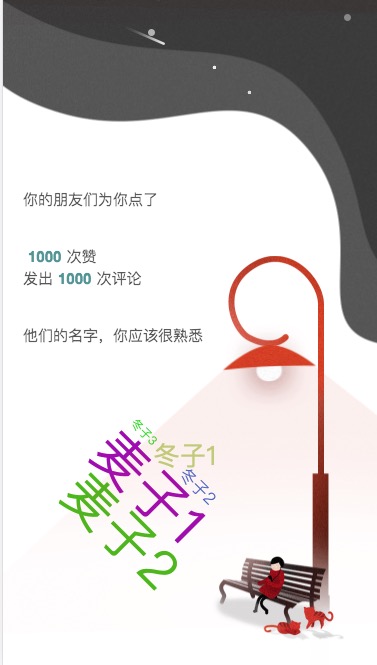 你的朋友们为你点了
1000 次赞
发出 1000 次评论
他们的名字，你应该很熟悉
冬子3
冬子1
麦子1
冬子2
麦子2